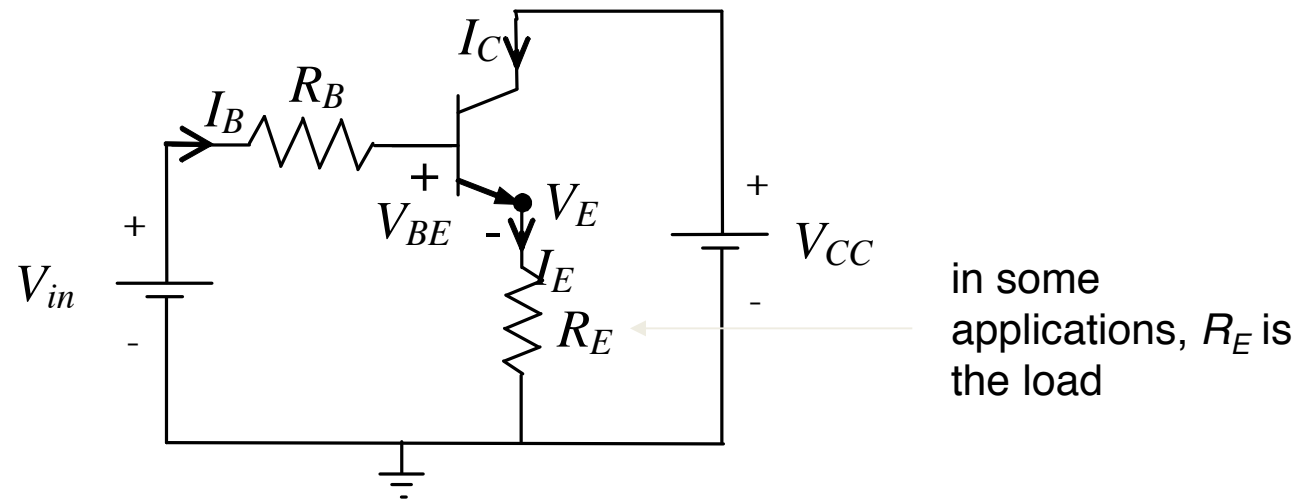 I_C
R_B
I_B
+
V_E
+
V_BE
-
+
V_CC
I_E
V_in
in some
-
R_E
applications, R_E is
-
the load